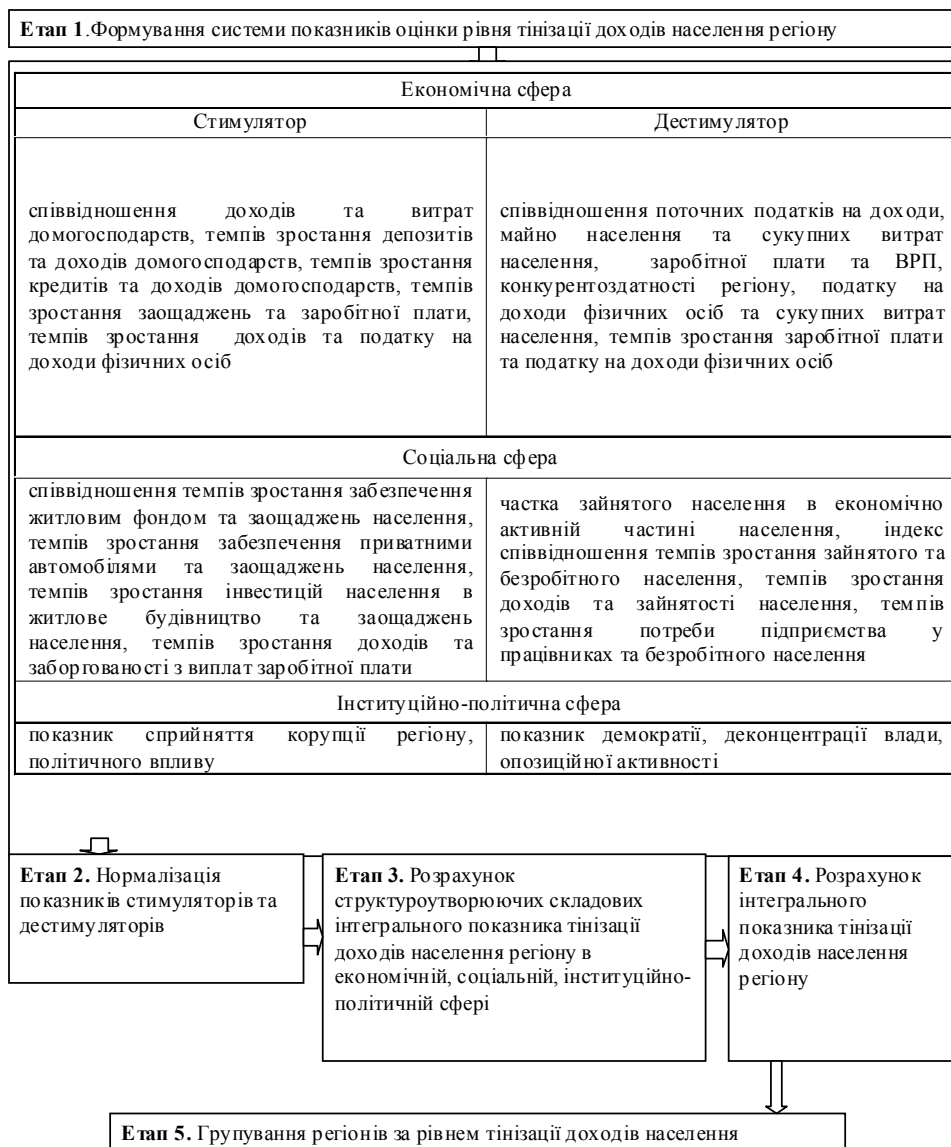 Етап 1.Формування системи показників оцінки рівня тінізації доходів населення регіону
Економічна сфера
Стимулятор
Дестимулятор
співвідношення доходів та витрат
домогосподарств, темпів зростання депозитів
та доходів домогосподарств, темпів зростання
кредитів та доходів домогосподарств, темпів
зростання заощаджень та заробітної плати,
темпів зростання доходів та податку на
доходи фізичних осіб
співвідношення поточних податків на доходи,
майно населення та сукупних витрат
населення, заробітної плати та ВРП,
конкурентоздатності регіону, податку на
доходи фізичних осіб та сукупних витрат
населення, темпів зростання заробітної плати
та податку на доходи фізичних осіб
Соціальна сфера
співвідношення темпів зростання забезпечення
житловим фондом та заощаджень населення,
темпів зростання забезпечення приватними
автомобілями та заощаджень населення,
темпів зростання інвестицій населення в
житлове будівництво та заощаджень
населення, темпів зростання доходів та
заборгованості з виплат заробітної плати
частка зайнятого населення в економічно
активній частині населення, індекс
співвідношення темпів зростання зайнятого та
безробітного населення, темпів зростання
доходів та зайнятості населення, темпів
зростання потреби підприємства у
працівниках та безробітного населення
Інституційно-політична сфера
показник сприйняття корупції регіону,
політичного впливу
показник демократії, деконцентрації влади,
опозиційної активності
Етап 2. Нормалізація
показників стимуляторів та
дестимуляторів
Етап 3. Розрахунок
структуроутворюючих складових
інтегрального показника тінізації
доходів населення регіону в
економічній, соціальній, інституційно-
політичній сфері
Етап 4. Розрахунок
інтегрального
показника тінізації
доходів населення
регіону
Етап 5. Групування регіонів за рівнем тінізації доходів населення